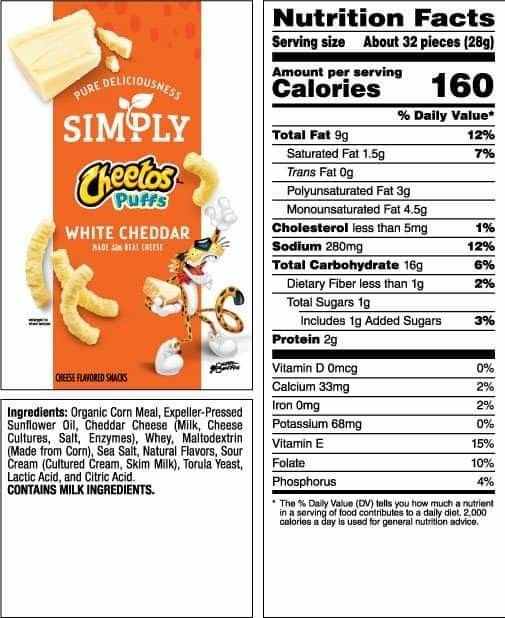 PURE DELICIOUSNESS
SIMPLY
Cheetos
Puffs
WHITE CHEDDAR
MADE with REAL CHEESE
CHEESE FLAVORED SNACKS
Ingredients: Organic Corn Meal, Expeller-Pressed
Sunflower Oil, Cheddar Cheese (Milk, Cheese
Cultures, Salt, Enzymes), Whey, Maltodextrin
(Made from Corn), Sea Salt, Natural Flavors, Sour
Cream (Cultured Cream, Skim Milk), Torula Yeast,
Lactic Acid, and Citric Acid.
CONTAINS MILK INGREDIENTS.
Nutrition Facts
Serving size About 32 pieces (28g)
Amount per serving
Calories 160
% Daily Value*
Total Fat 9g 12%
Saturated Fat 1.5g 7%
Trans Fat 0g
Polyunsaturated Fat 3g
Monounsaturated Fat 4.5g
Cholesterol less than 5mg 1%
Sodium 280mg 12%
Total Carbohydrate 16g 6%
Dietary Fiber less than 1g 2%
Total Sugars 1g
Includes 1g Added Sugars 3%
Protein 2g
Vitamin D 0mcg 0%
Calcium 33mg 2%
Iron 0mg 2%
Potassium 68mg 0%
Vitamin E 15%
Folate 10%
Phosphorus 4%
* The % Daily Value (DV) tells you how much a nutrient
in a serving of food contributes to a daily diet. 2,000
calories a day is used for general nutrition advice.